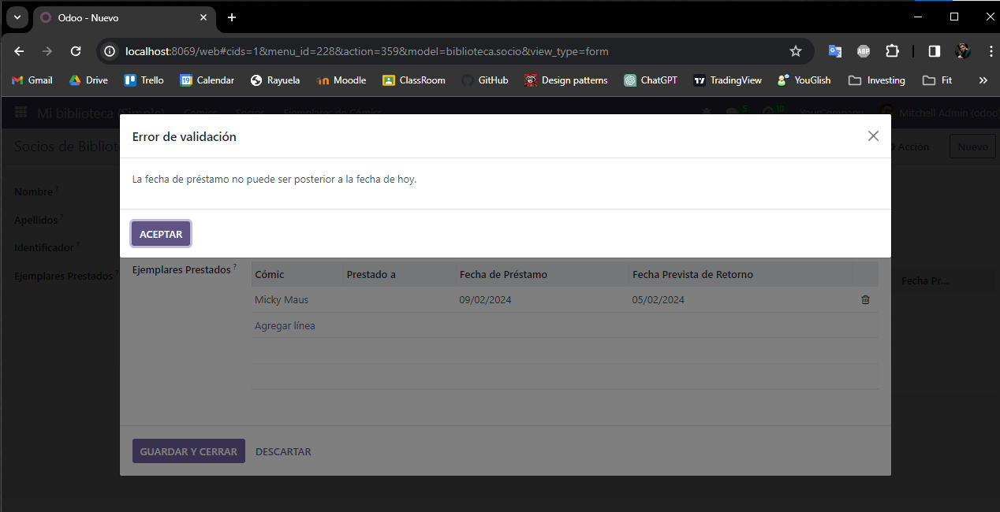 Odoo - Nuevo
localhost:8069/web#cids=1&menu_id=228&action=359&model=biblioteca.socio&view_type=form
ABP
Gmail Drive Trello Calendar Rayuela Moodle ClassRoom GitHub Design patterns ChatGPT TradingView YouGlish Investing Fit »
Mi biblioteca (Simple) Comics Socios Ejemplares de Cómics 5 10 YourCompany Mitchell Admin (odoo
Socios de Bibliote Acción Nuevo
Error de validación
La fecha de préstamo no puede ser posterior a la fecha de hoy.
ACEPTAR
Nombre ?
Apellidos ?
Identificador ?
Ejemplares Prestados ?
Ejemplares Prestados ? Cómic Prestado a Fecha de Préstamo Fecha Prevista de Retorno
Fecha Pr...
Micky Maus 09/02/2024 05/02/2024
Agregar línea
GUARDAR Y CERRAR DESCARTAR